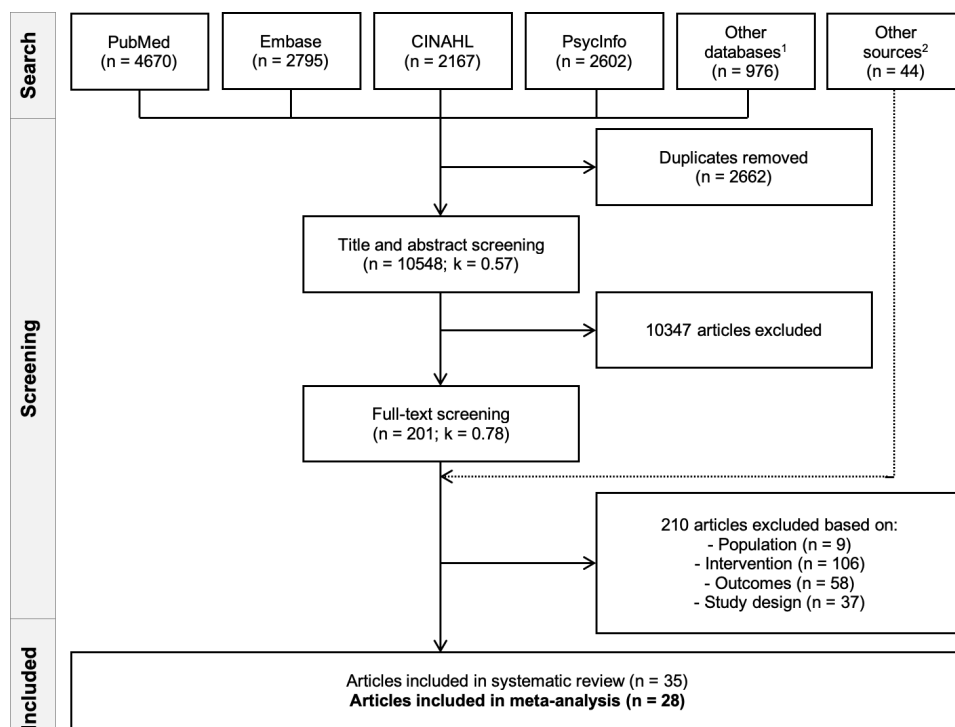 Search
PubMed
(n = 4670)
Embase
(n = 2795)
CINAHL
(n = 2167)
PsycInfo
(n = 2602)
Other
databases¹
(n = 976)
Other
sources²
(n = 44)
Screening
Duplicates removed
(n = 2662)
Title and abstract screening
(n = 10548; k = 0.57)
10347 articles excluded
Full-text screening
(n = 201; k = 0.78)
210 articles excluded based on:
- Population (n = 9)
- Intervention (n = 106)
- Outcomes (n = 58)
- Study design (n = 37)
Included
Articles included in systematic review (n = 35)
Articles included in meta-analysis (n = 28)